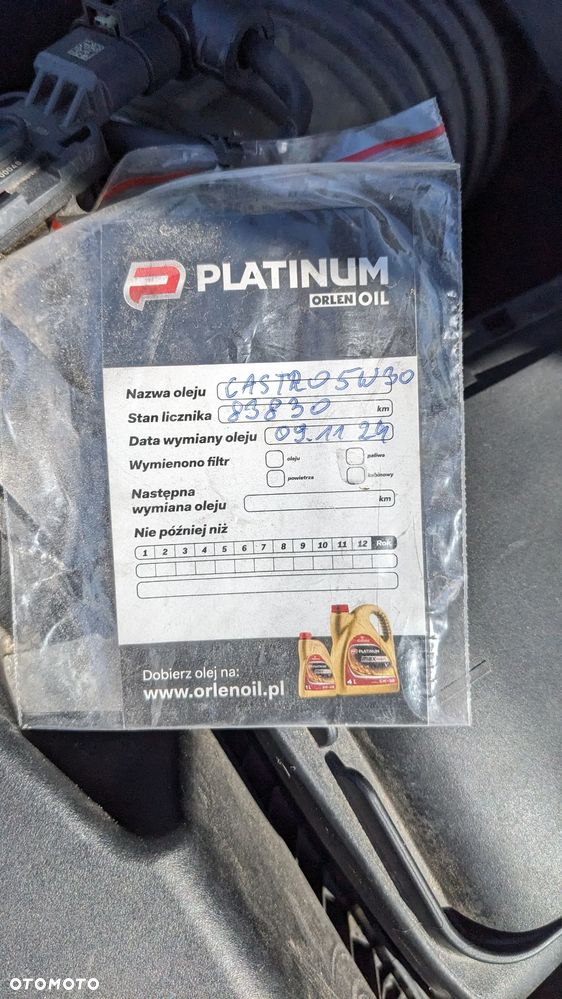 PLATINUM
ORLEN OIL
Nazwa oleju CASTRO 5W30
Stan licznika 83830 km
Data wymiany oleju 09.11 24
Wymieniono filtr
oleju
paliwa
powietrza
kabinowy
Następna
wymiana oleju km
Nie później niż
1 2 3 4 5 6 7 8 9 10 11 12 Rok
PLATINUM
4L
Dobierz olej na:
www.orlenoil.pl
OTOMOTO